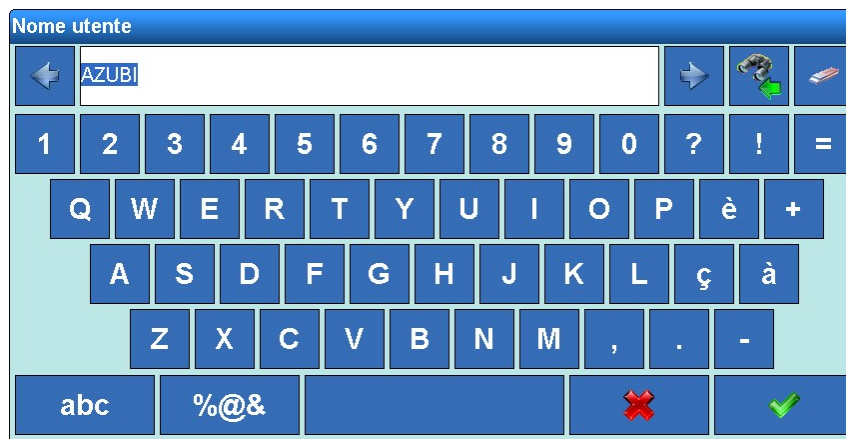 Nome utente
AZUBI
1 2 3 4 5 6 7 8 9 0 ? ! =
Q W E R T Y U I O P è +
A S D F G H J K L ç à
Z X C V B N M , . -
abc %@&